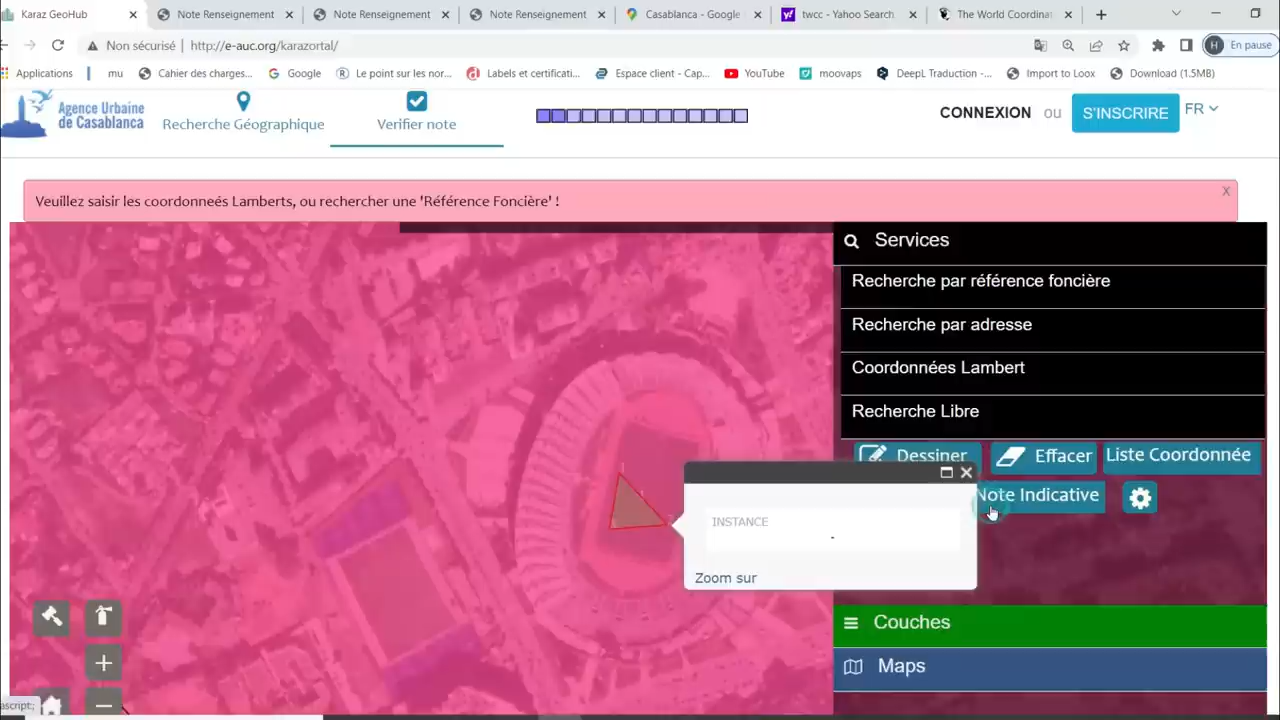 Karaz GeoHub
Note Renseignement
Note Renseignement
Note Renseignement
Casablanca - Google
twcc - Yahoo Search
The World Coordinat
Non sécurisé
http://e-auc.org/karazortal/
H
En pause
Applications
mu
Cahier des charges...
Google
Le point sur les nor...
Labels et certificati...
Espace client - Cap...
YouTube
moovaps
DeepL Traduction -...
Import to Loox
Download (1.5MB)
Agence Urbaine
de Casablanca
Recherche Géographique
Verifier note
CONNEXION
ou
S'INSCRIRE
FR
Veuillez saisir les coordonneés Lamberts, ou rechercher une 'Référence Foncière' !
x
Services
Recherche par référence foncière
Recherche par adresse
Coordonnées Lambert
Recherche Libre
Dessiner
Effacer
Liste Coordonnée
Note Indicative
INSTANCE
-
Zoom sur
Couches
Maps
ascript;